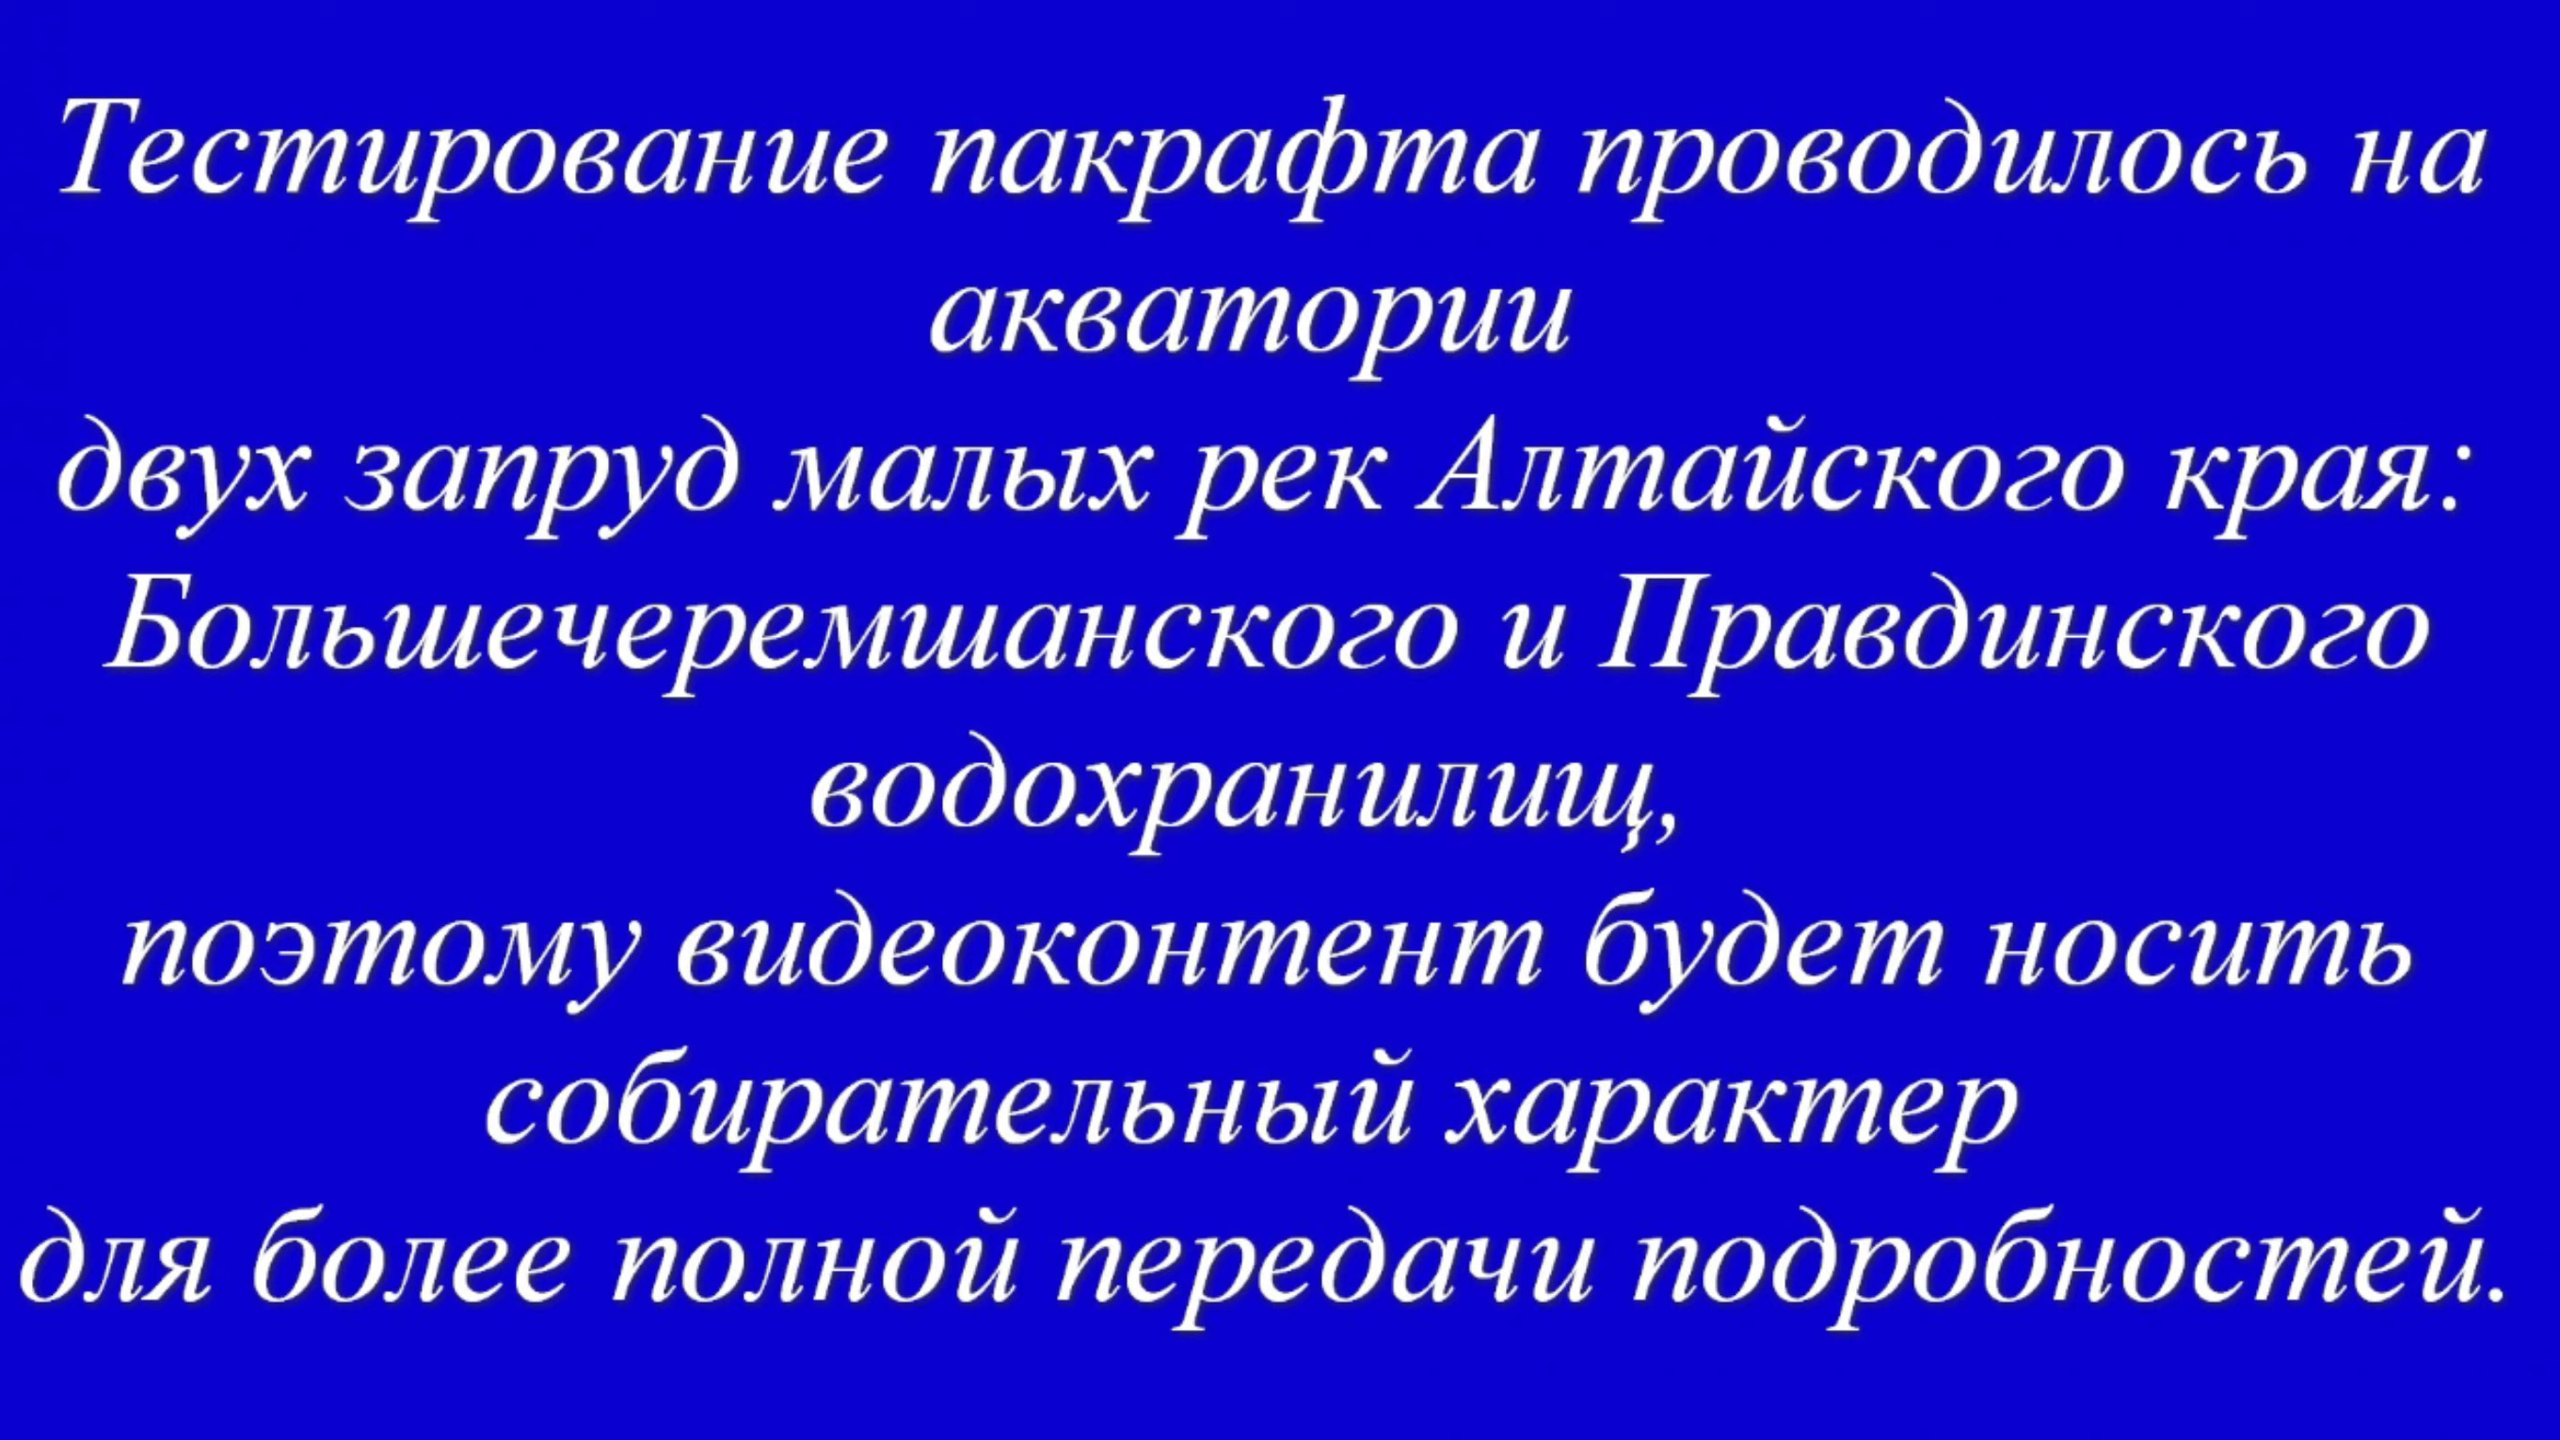 Тестирование пакрафта проводилось на
акватории
двух запруд малых рек Алтайского края:
Большечеремшанского и Правдинского
водохранилищ,
поэтому видеоконтент будет носить
собирательный характер
для более полной передачи подробностей.